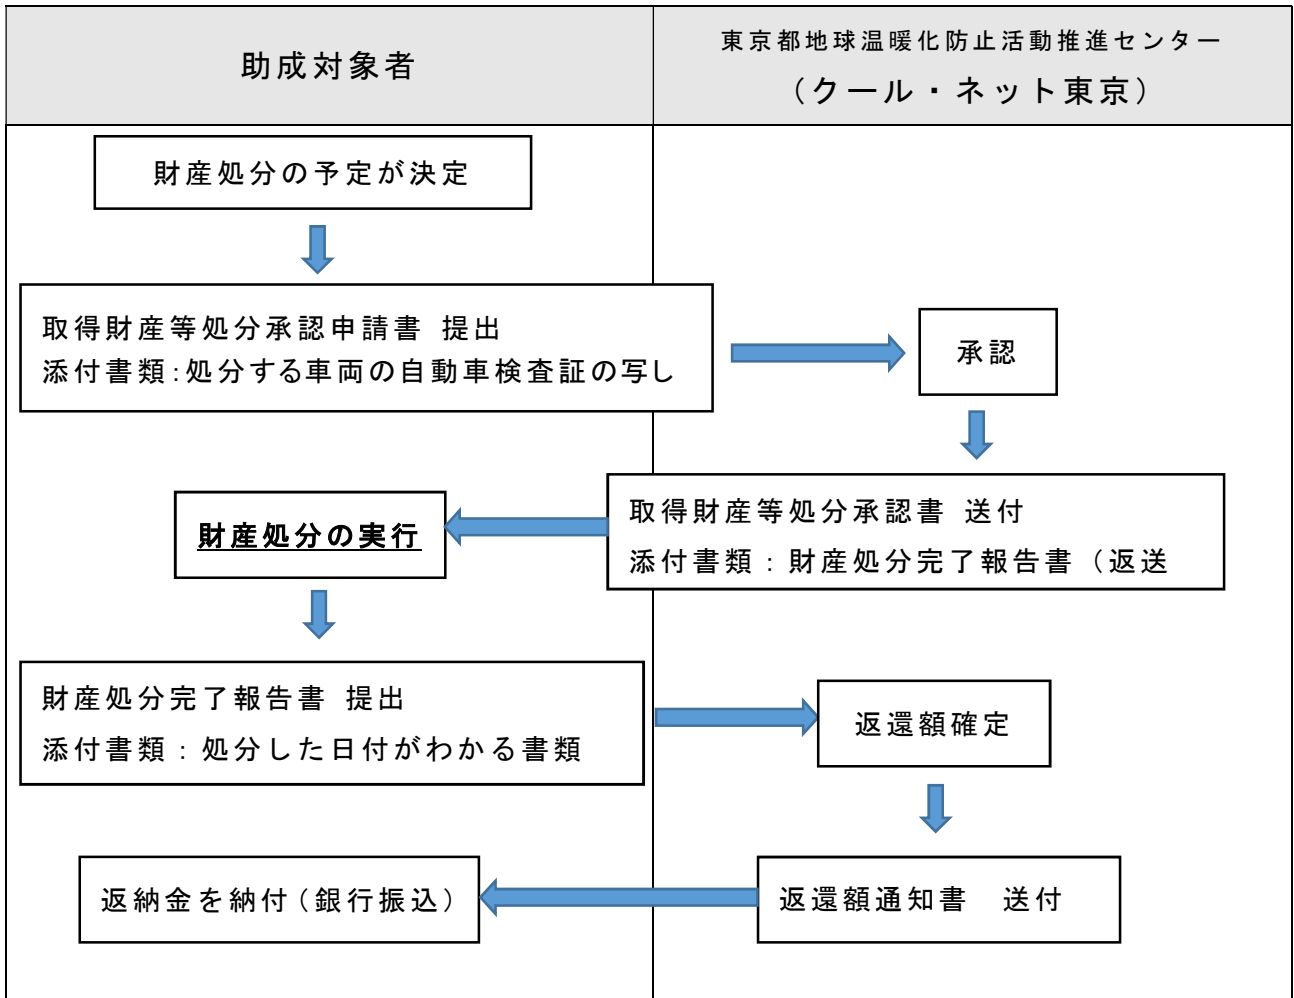 助成対象者
東京都地球温暖化防止活動推進センター
（クール・ネット東京）
財産処分の予定が決定
取得財産等処分承認申請書 提出
添付書類：処分する車両の自動車検査証の写し
承認
取得財産等処分承認書 送付
添付書類：財産処分完了報告書（返送
財産処分の実行
財産処分完了報告書 提出
添付書類：処分した日付がわかる書類
返還額確定
返還額通知書　送付
返納金を納付（銀行振込）